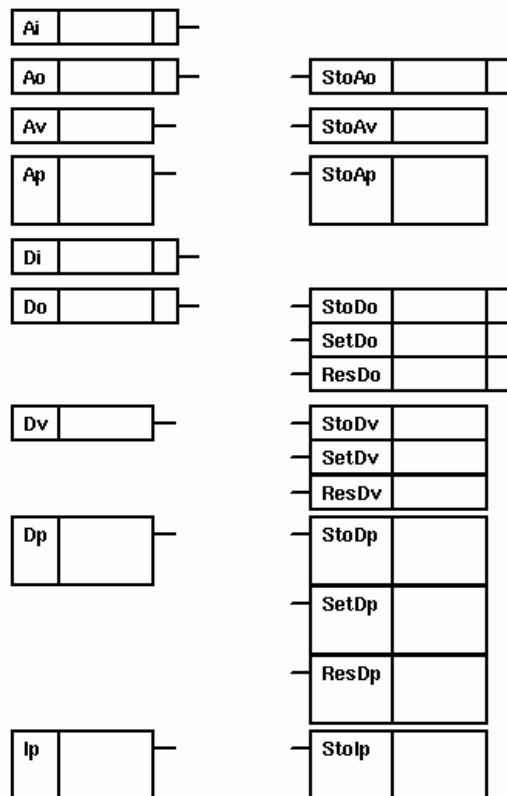 Ai
Ao StoAo
Av StoAv
Ap StoAp
Di
Do StoDo
SetDo
ResDo
Dv StoDv
SetDv
ResDv
Dp StoDp
SetDp
ResDp
Ip StoIp